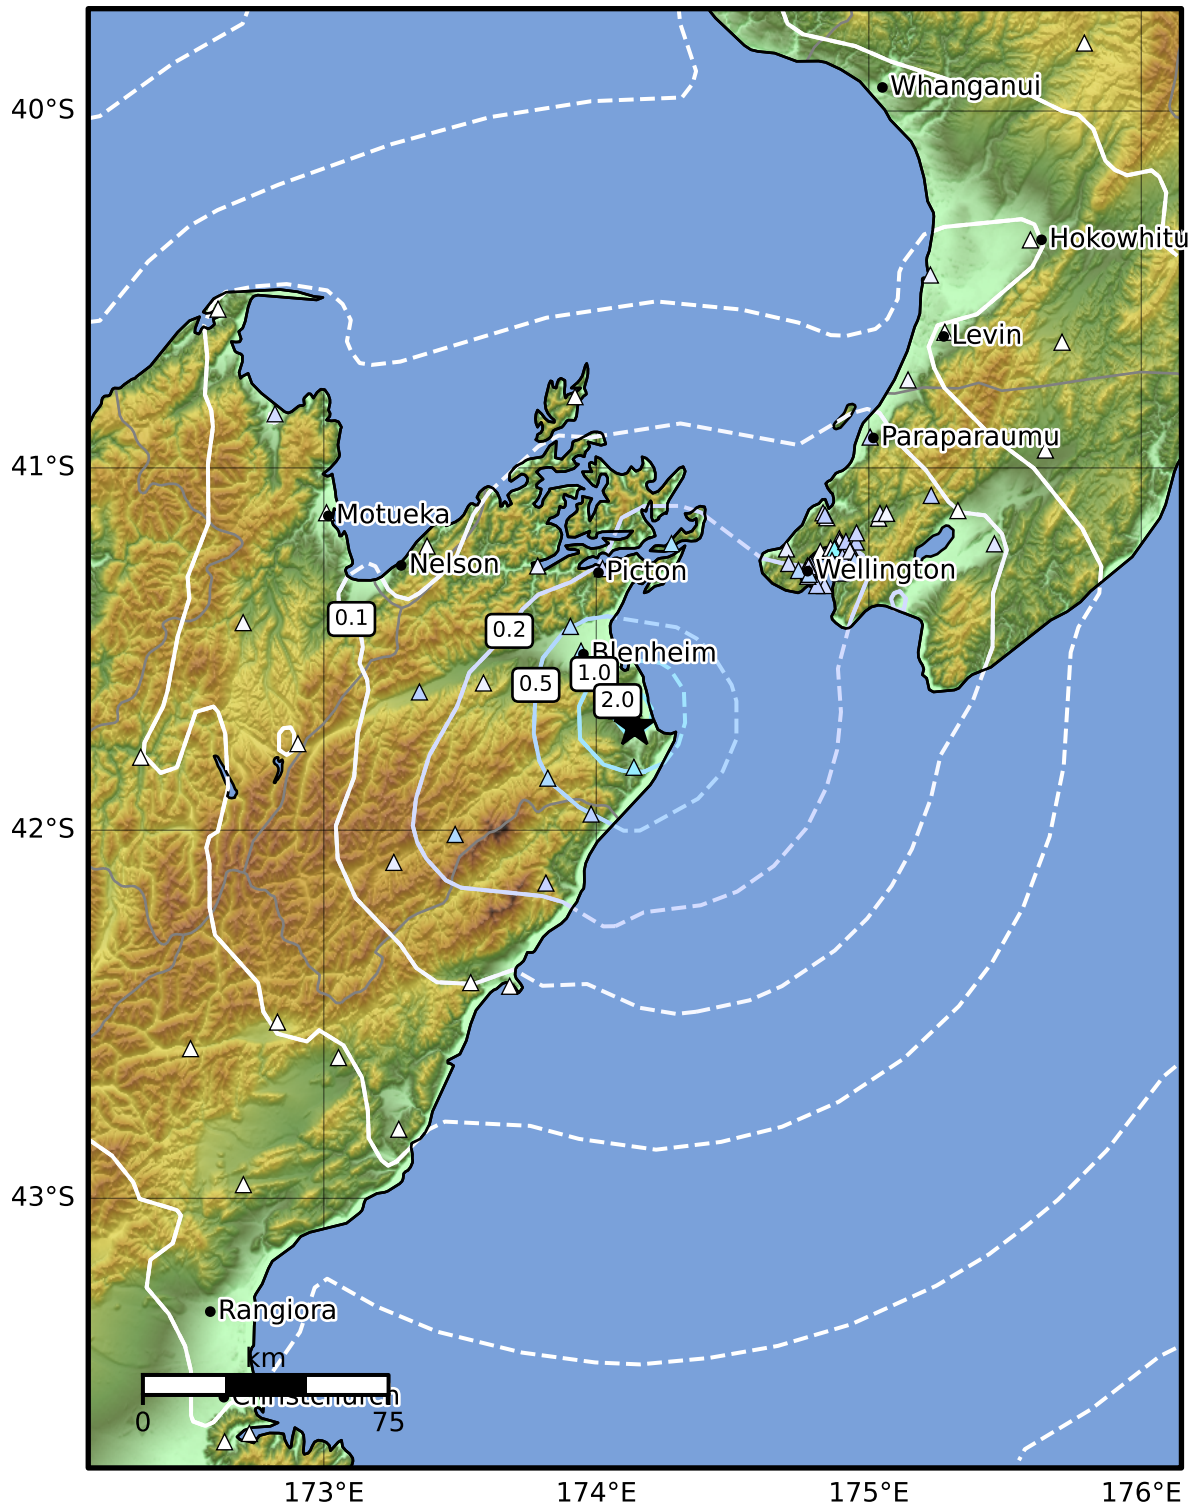 40°S
Whanganui
Hokowhitu
Levin
Paraparaumu
41°S
Motueka
Nelson
Picton
Wellington
0.1
0.2
Blenheim
0.5
1.0
2.0
42°S
43°S
Rangiora
km
Christchurch
0
75
173°E
174°E
175°E
176°E